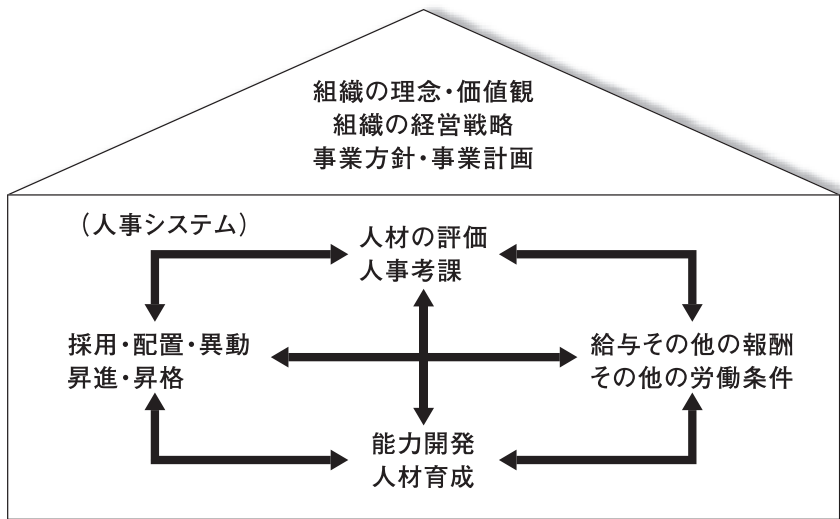 組織の理念・価値観
組織の経営戦略
事業方針・事業計画
（人事システム）
人材の評価
人事考課
採用・配置・異動
昇進・昇格
給与その他の報酬
その他の労働条件
能力開発
人材育成